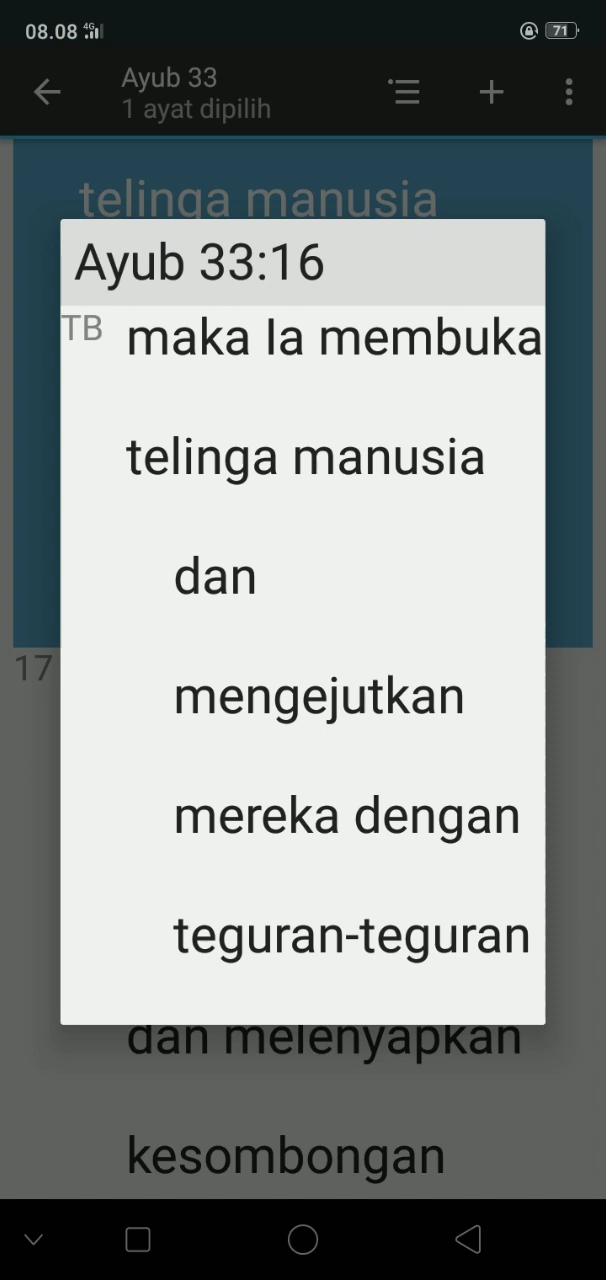 08.08 4G 71
Ayub 33
1 ayat dipilih
telinga manusia
Ayub 33:16
TB maka Ia membuka
telinga manusia
dan
mengejutkan
mereka dengan
teguran-teguran
17
dan melenyapkan
kesombongan